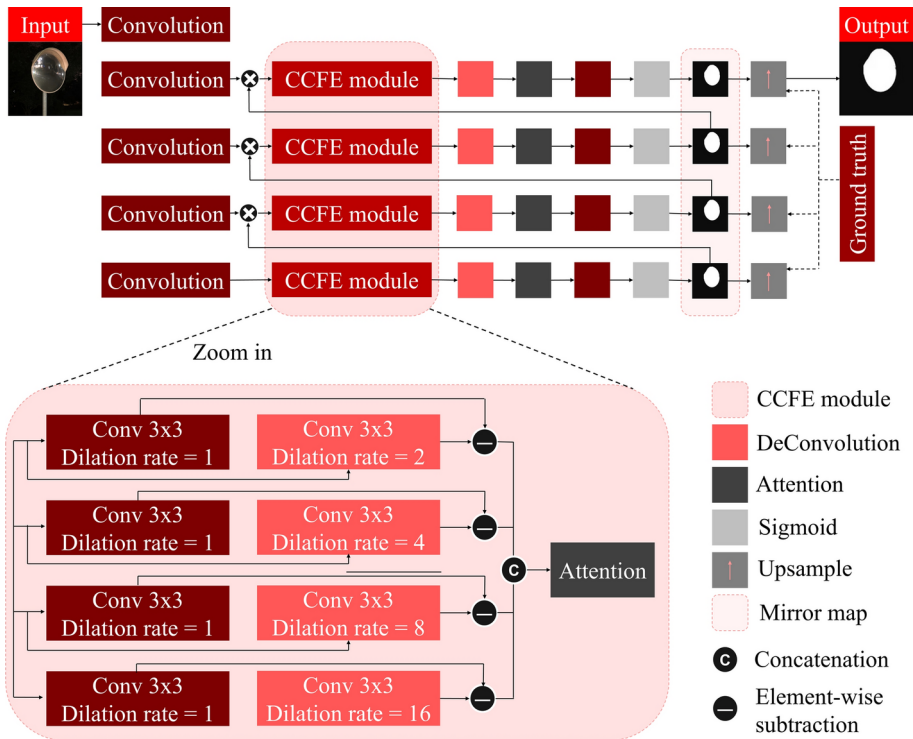 Input
Convolution
Output
Convolution
CCFE module
Convolution
CCFE module
Convolution
CCFE module
Convolution
CCFE module
Ground truth
Zoom in
Conv 3x3
Dilation rate = 1
Conv 3x3
Dilation rate = 2
Conv 3x3
Dilation rate = 1
Conv 3x3
Dilation rate = 4
Conv 3x3
Dilation rate = 1
Conv 3x3
Dilation rate = 8
Conv 3x3
Dilation rate = 1
Conv 3x3
Dilation rate = 16
C
Attention
CCFE module
DeConvolution
Attention
Sigmoid
Upsample
Mirror map
C
Concatenation
Element-wise
subtraction